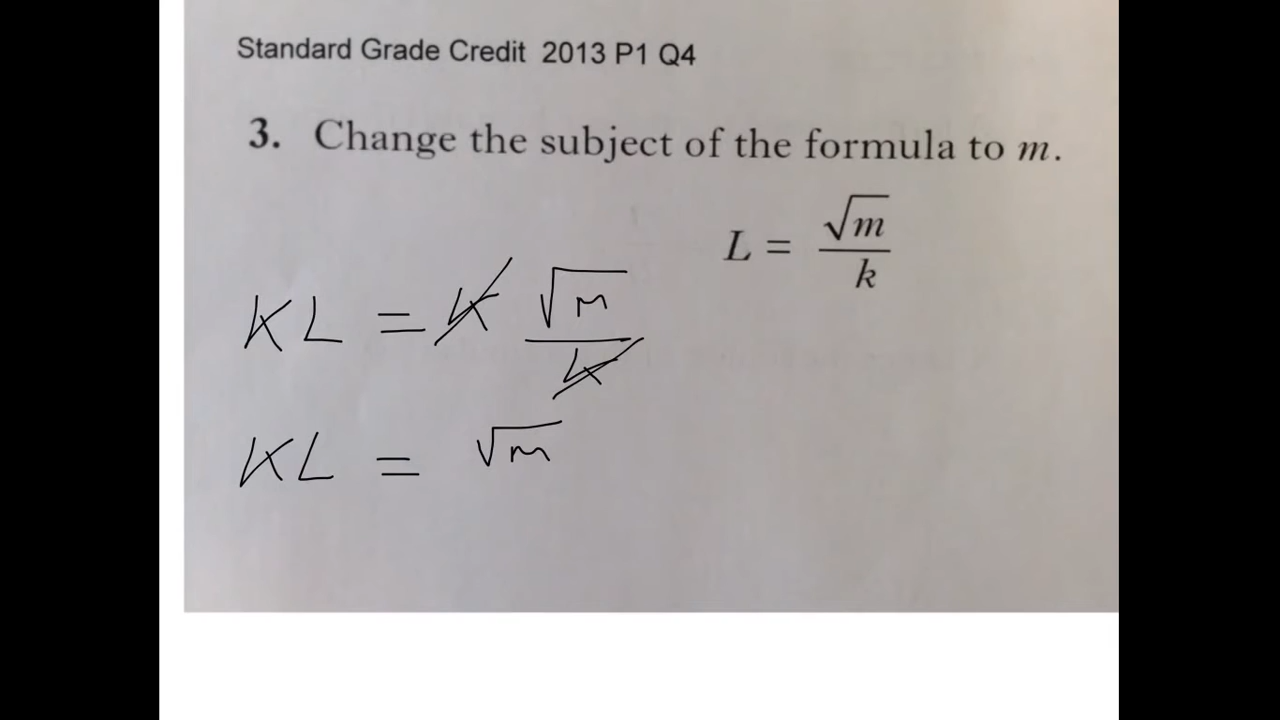 Standard Grade Credit 2013 P1 Q4
3. Change the subject of the formula to m.
L = √m / k
KL = K √m / K
KL = √m